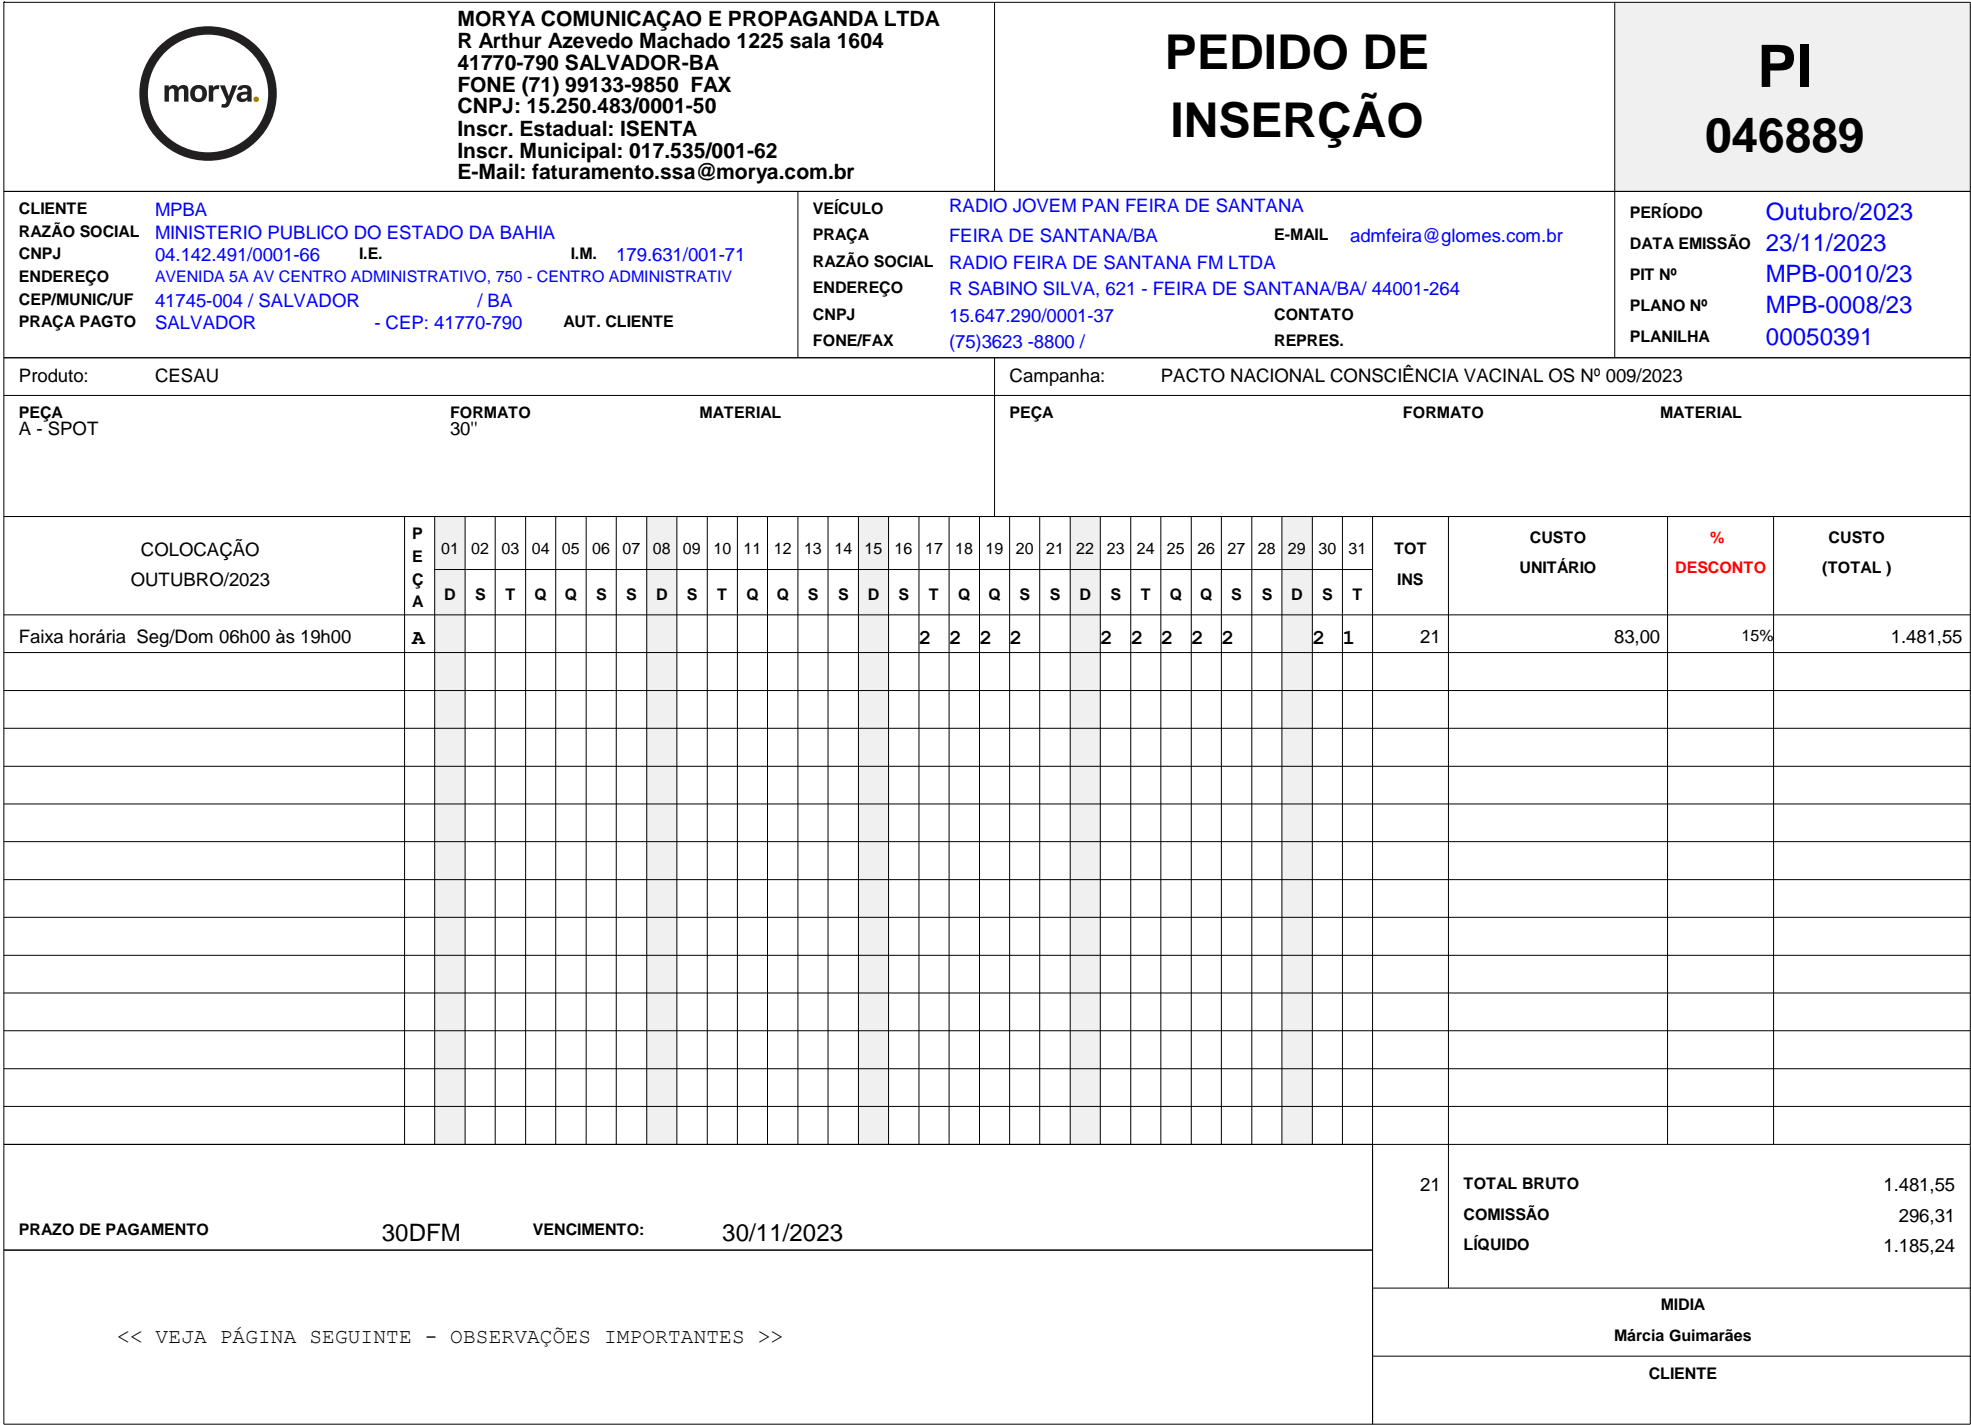 morya.
MORYA COMUNICAÇAO E PROPAGANDA LTDA
R Arthur Azevedo Machado 1225 sala 1604
41770-790 SALVADOR-BA
FONE (71) 99133-9850 FAX
CNPJ: 15.250.483/0001-50
Inscr. Estadual: ISENTA
Inscr. Municipal: 017.535/001-62
E-Mail: faturamento.ssa@morya.com.br
PEDIDO DE
INSERÇÃO
PI
046889
CLIENTE MPBA
RAZÃO SOCIAL MINISTERIO PUBLICO DO ESTADO DA BAHIA
CNPJ 04.142.491/0001-66 I.E. I.M. 179.631/001-71
ENDEREÇO AVENIDA 5A AV CENTRO ADMINISTRATIVO, 750 - CENTRO ADMINISTRATIV
CEP/MUNIC/UF 41745-004 / SALVADOR / BA
PRAÇA PAGTO SALVADOR - CEP: 41770-790 AUT. CLIENTE
VEÍCULO RADIO JOVEM PAN FEIRA DE SANTANA
PRAÇA FEIRA DE SANTANA/BA E-MAIL admfeira@glomes.com.br
RAZÃO SOCIAL RADIO FEIRA DE SANTANA FM LTDA
ENDEREÇO R SABINO SILVA, 621 - FEIRA DE SANTANA/BA/ 44001-264
CNPJ 15.647.290/0001-37 CONTATO
FONE/FAX (75)3623 -8800 / REPRES.
PERÍODO Outubro/2023
DATA EMISSÃO 23/11/2023
PIT Nº MPB-0010/23
PLANO Nº MPB-0008/23
PLANILHA 00050391
Produto: CESAU
Campanha: PACTO NACIONAL CONSCIÊNCIA VACINAL OS Nº 009/2023
PEÇA FORMATO MATERIAL
A - SPOT 30"
PEÇA FORMATO MATERIAL
COLOCAÇÃO
OUTUBRO/2023
PEÇA
01 02 03 04 05 06 07 08 09 10 11 12 13 14 15 16 17 18 19 20 21 22 23 24 25 26 27 28 29 30 31
D S T Q Q S S D S T Q Q S S D S T Q Q S S D S T Q Q S S D S T
TOT
INS
CUSTO
UNITÁRIO
%
DESCONTO
CUSTO
(TOTAL )
Faixa horária Seg/Dom 06h00 às 19h00 A 2 2 2 2 2 2 2 2 2 2 1 21 83,00 15% 1.481,55
21 TOTAL BRUTO 1.481,55
COMISSÃO 296,31
LÍQUIDO 1.185,24
PRAZO DE PAGAMENTO 30DFM VENCIMENTO: 30/11/2023
<< VEJA PÁGINA SEGUINTE - OBSERVAÇÕES IMPORTANTES >>
MIDIA
Márcia Guimarães
CLIENTE